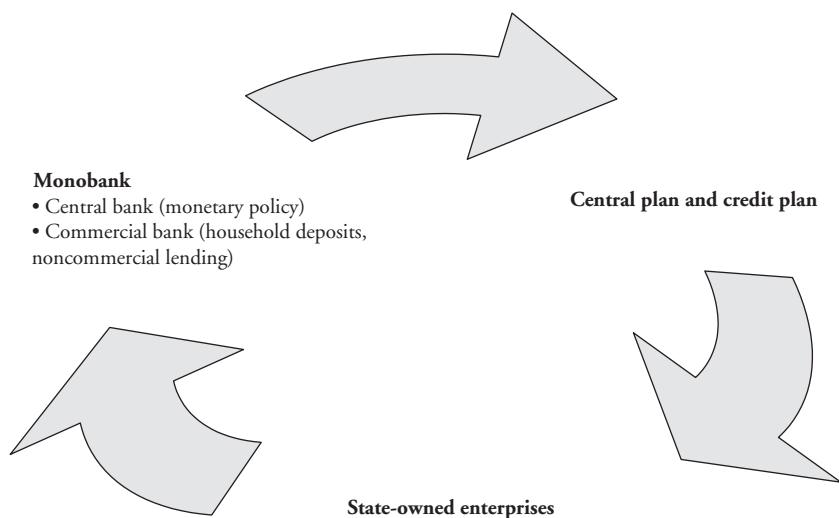 Monobank
• Central bank (monetary policy)
• Commercial bank (household deposits,
noncommercial lending)
Central plan and credit plan
State-owned enterprises